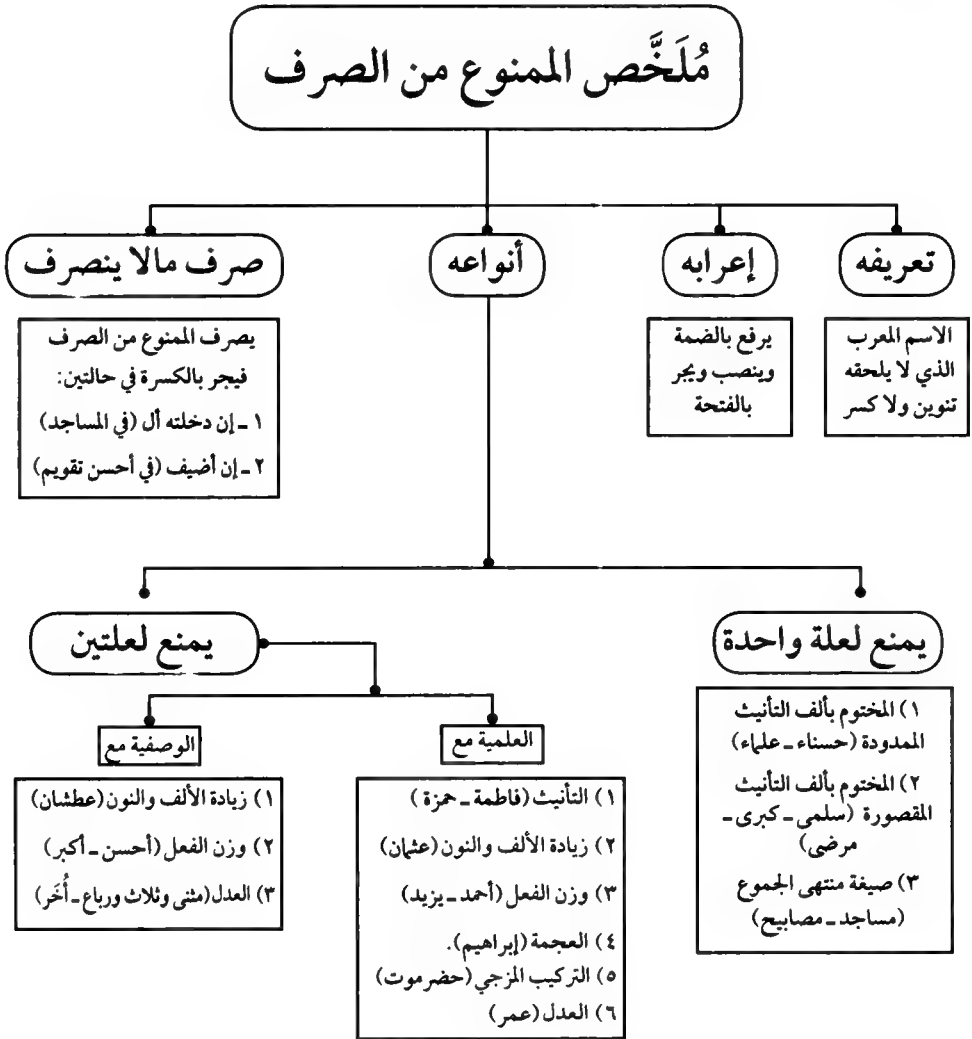 مُلَخَّص الممنوع من الصرف
تعريفه
الاسم المعرب
الذي لا يلحقه
تنوين ولا كسر
إعرابه
يرفع بالضمة
وينصب ويجر
بالفتحة
أنواعه
صرف مالا ينصرف
يصرف الممنوع من الصرف
فيجر بالكسرة في حالتين:
١ ـ إن دخلته أل (في المساجد)
٢ ـ إن أضيف (في أحسن تقويم)
يمنع لعلة واحدة
١) المختوم بألف التأنيث
الممدودة (حسناء ـ علماء)
٢) المختوم بألف التأنيث
المقصورة (سلمى ـ كبرى ـ
مرضى)
٣) صيغة منتهى الجموع
(مساجد ـ مصابيح)
يمنع لعلتين
العلمية مع
١) التأنيث (فاطمة ـ حمزة )
٢) زيادة الألف والنون (عثمان)
٣) وزن الفعل (أحمد ـ يزيد)
٤) العجمة (إبراهيم).
٥) التركيب المزجي (حضرموت)
٦) العدل (عمر)
الوصفية مع
١) زيادة الألف والنون (عطشان)
٢) وزن الفعل (أحسن ـ أكبر)
٣) العدل (مثنى وثلاث ورباع ـ أُخَر)